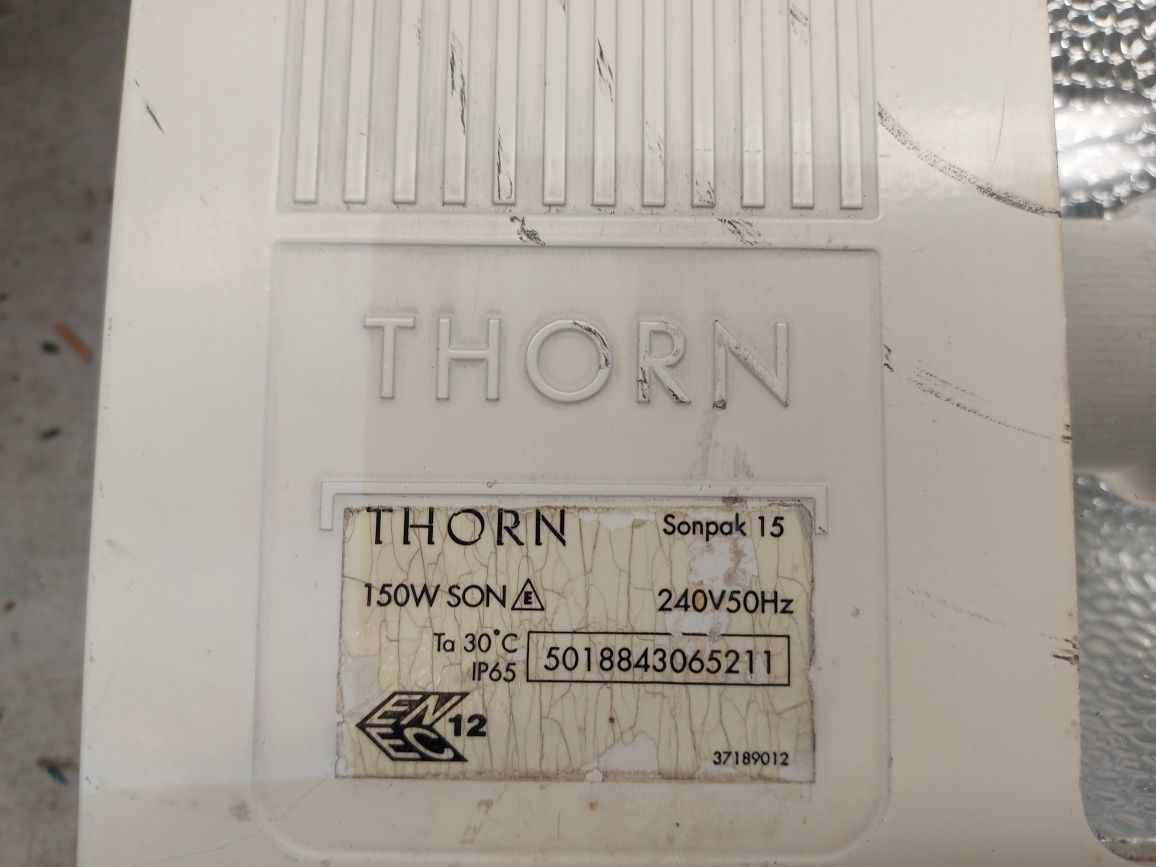 THORN
THORN Sonpak 15
150W SON E 240V50Hz
Ta 30°C
IP65 5018843065211
ENEC 12
37189012